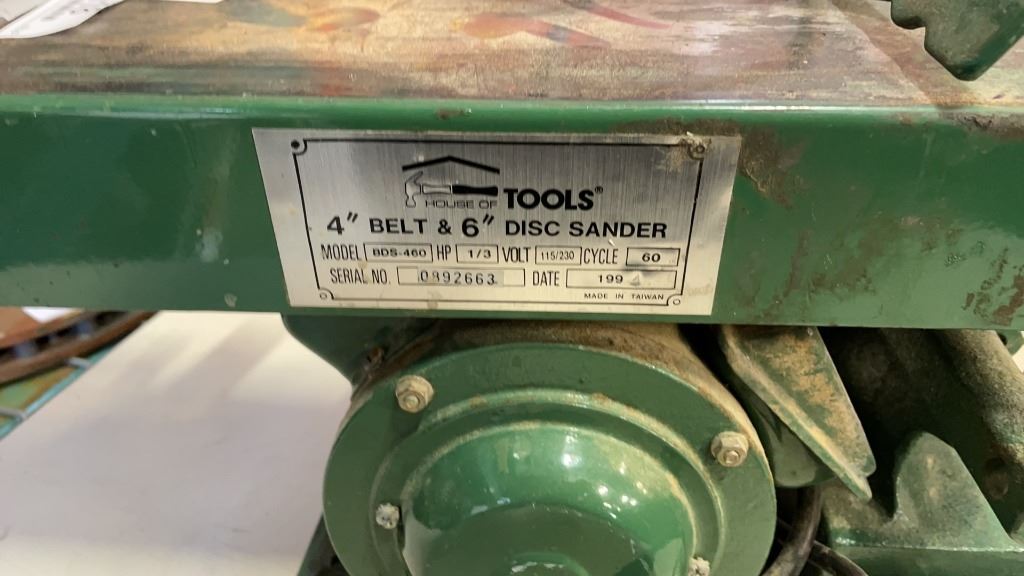 HOUSE OF TOOLS®
4" BELT & 6" DISC SANDER
MODEL BDS-460 HP 1/3 VOLT 115/230 CYCLE 60
SERIAL NO. 0892663 DATE 199
MADE IN TAIWAN